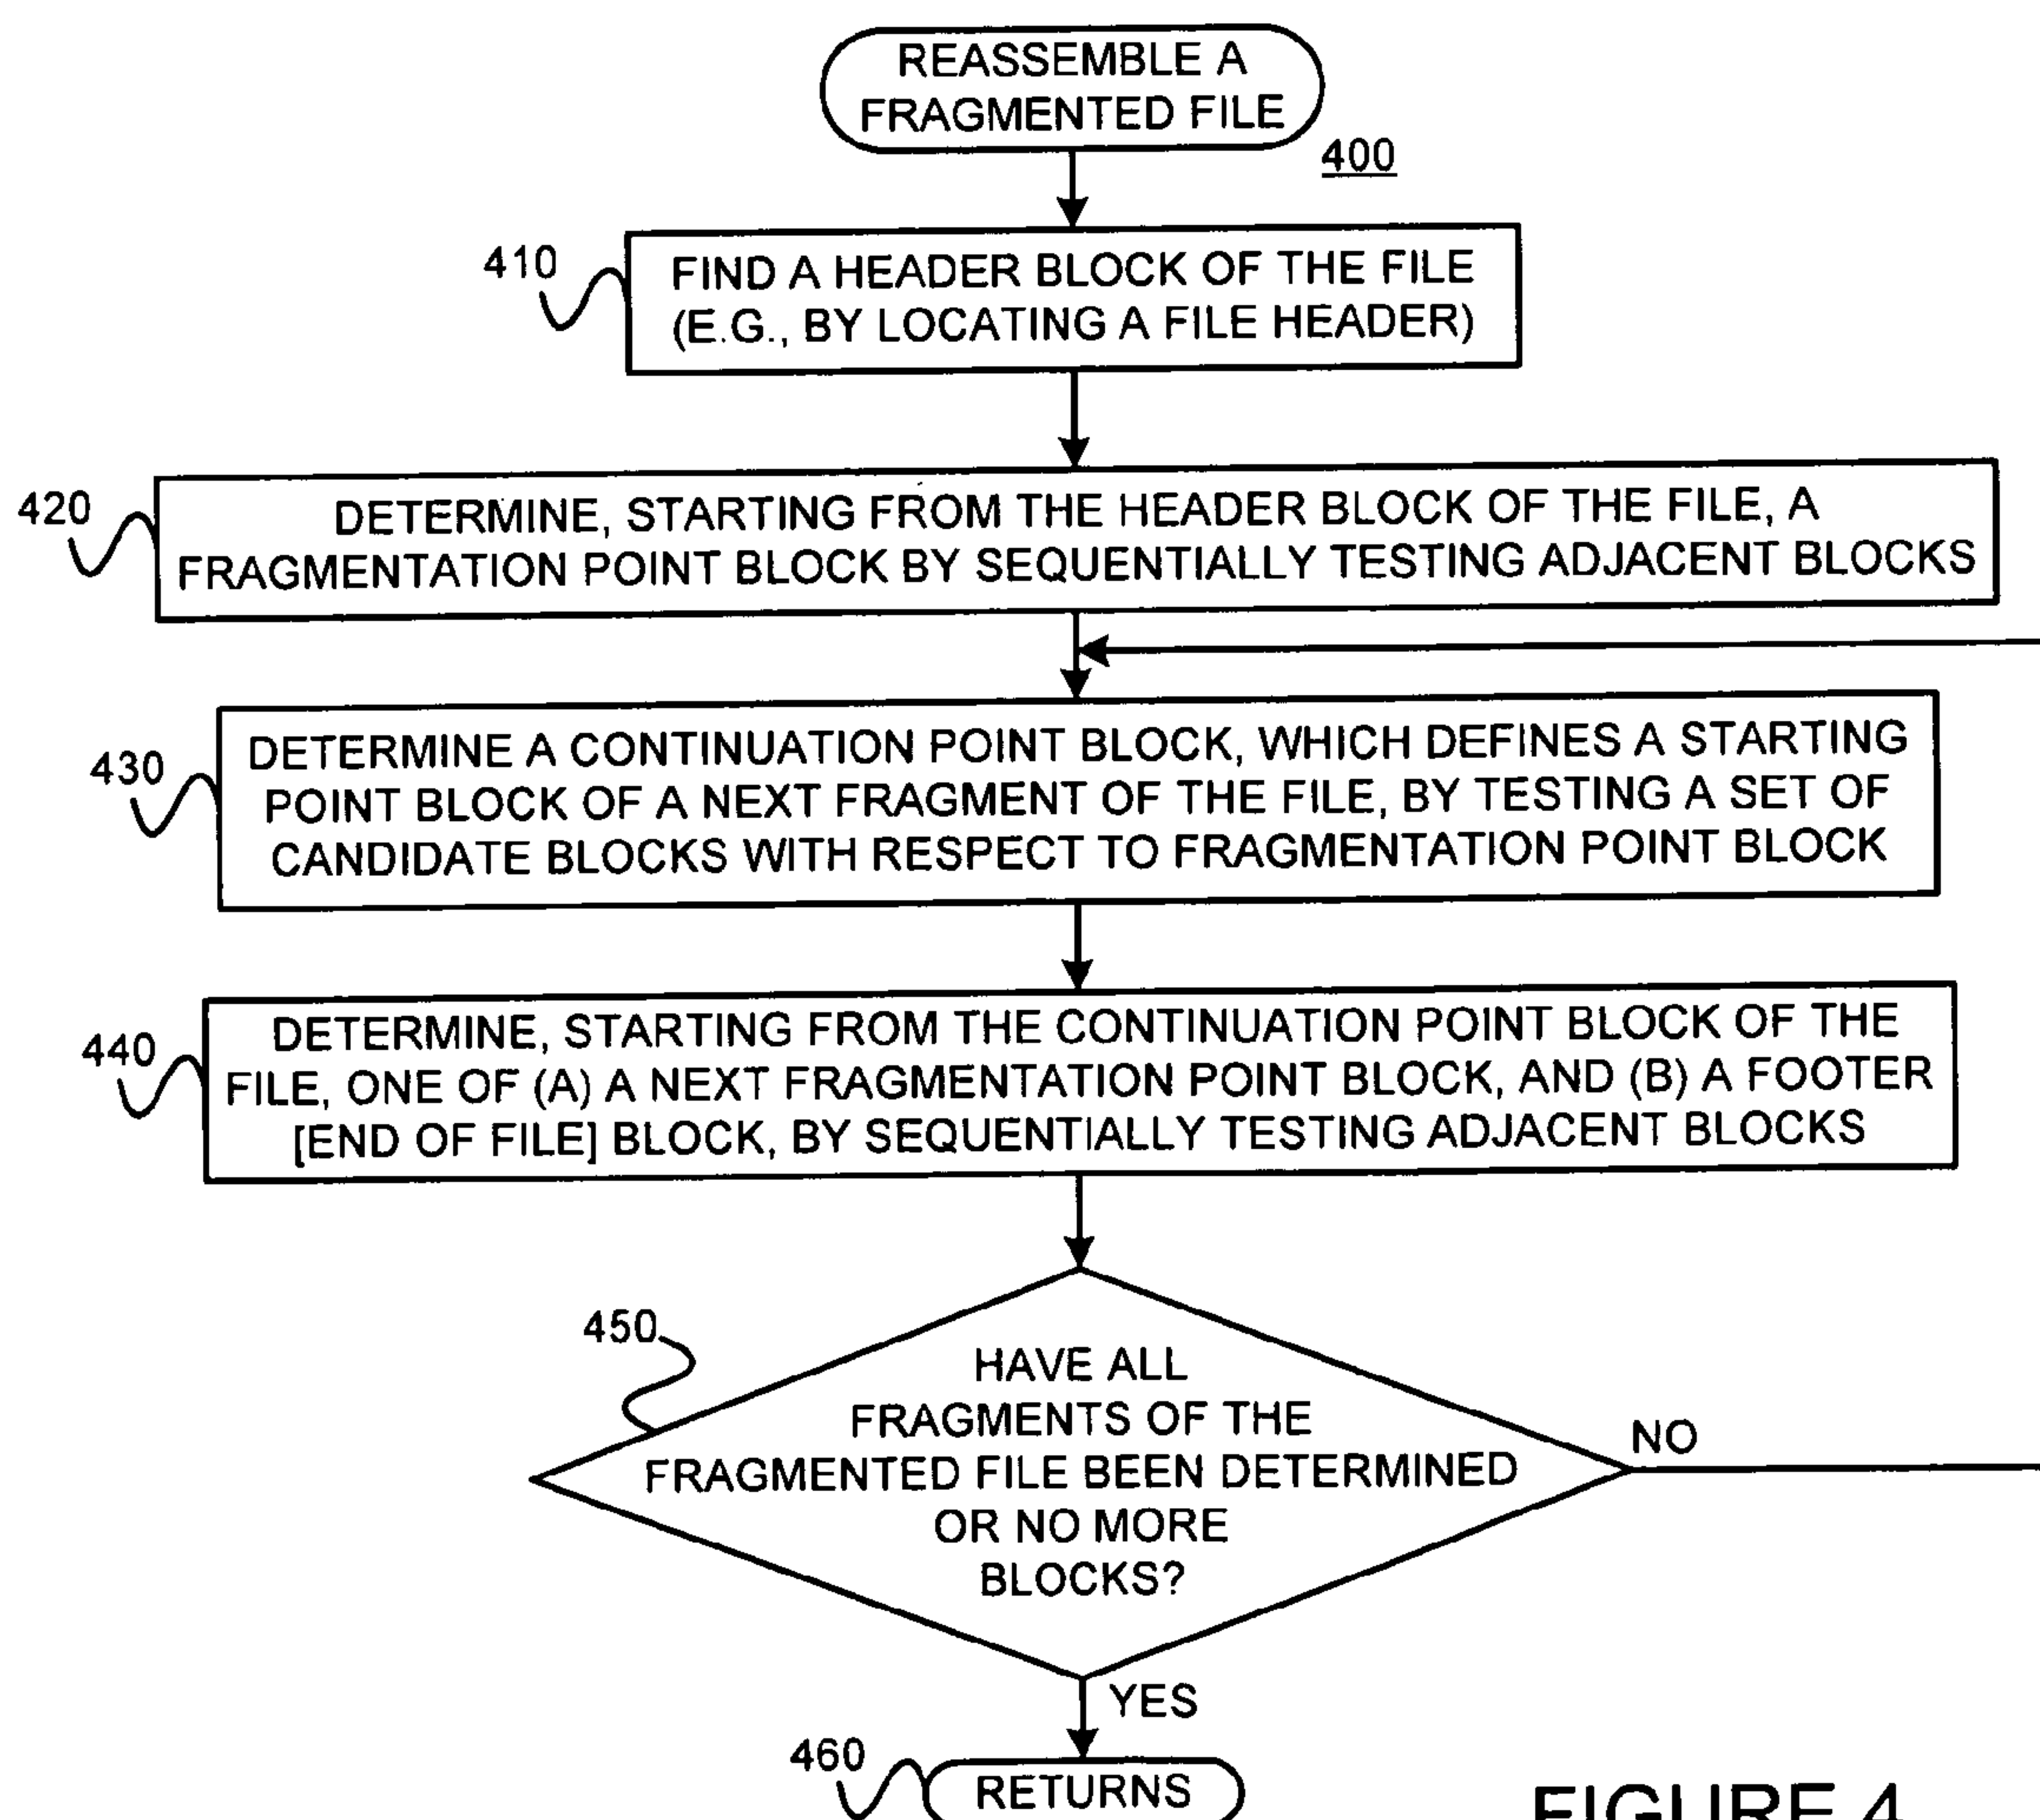 REASSEMBLE A
FRAGMENTED FILE
400
410
FIND A HEADER BLOCK OF THE FILE
(E.G., BY LOCATING A FILE HEADER)
420
DETERMINE, STARTING FROM THE HEADER BLOCK OF THE FILE, A
FRAGMENTATION POINT BLOCK BY SEQUENTIALLY TESTING ADJACENT BLOCKS
430
DETERMINE A CONTINUATION POINT BLOCK, WHICH DEFINES A STARTING
POINT BLOCK OF A NEXT FRAGMENT OF THE FILE, BY TESTING A SET OF
CANDIDATE BLOCKS WITH RESPECT TO FRAGMENTATION POINT BLOCK
440
DETERMINE, STARTING FROM THE CONTINUATION POINT BLOCK OF THE
FILE, ONE OF (A) A NEXT FRAGMENTATION POINT BLOCK, AND (B) A FOOTER
[END OF FILE] BLOCK, BY SEQUENTIALLY TESTING ADJACENT BLOCKS
450
HAVE ALL
FRAGMENTS OF THE
FRAGMENTED FILE BEEN DETERMINED
OR NO MORE
BLOCKS?
NO
YES
460
RETURNS
FIGURE 4